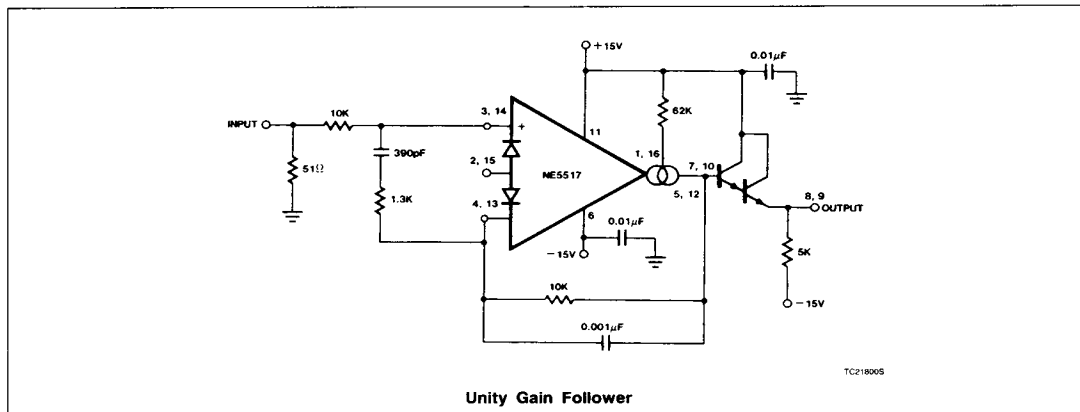 +15V
0.01μF
10K
3, 14
62K
INPUT
+
11
390pF
1, 16
7, 10
51Ω
2, 15
NE5517
8, 9
OUTPUT
1.3K
4, 13
5, 12
6
0.01μF
5K
−15V
10K
−15V
0.001μF
TC21800S
Unity Gain Follower